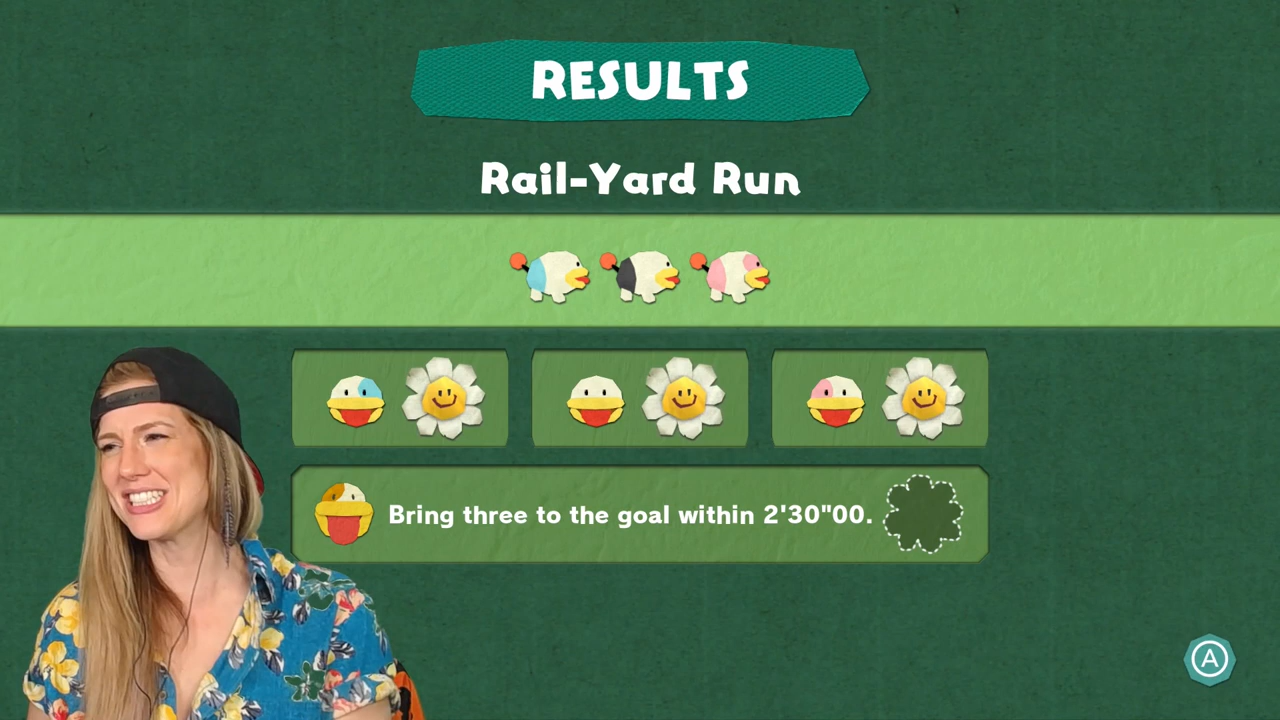 RESULTS
Rail-Yard Run
Bring three to the goal within 2'30"00.
A